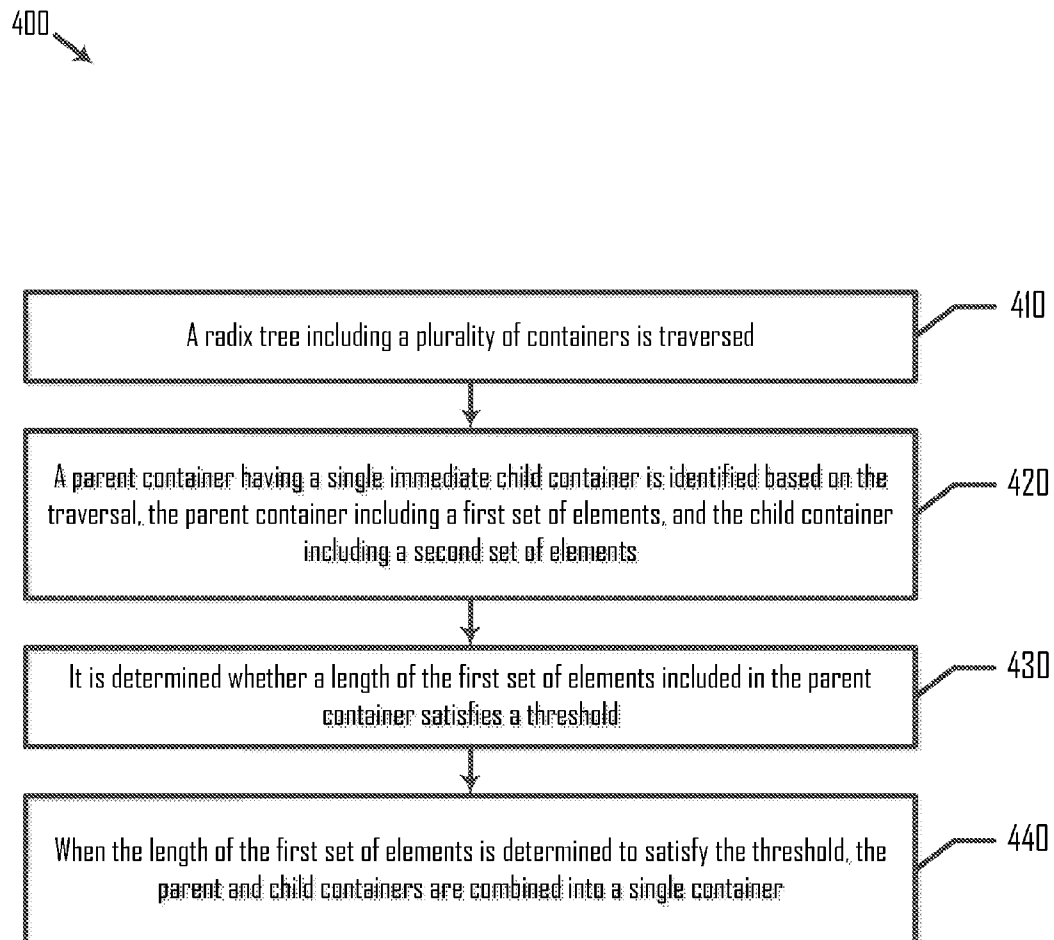 400
A radix tree including a plurality of containers is traversed
410
A parent container having a single immediate child container is identified based on the
traversal, the parent container including a first set of elements, and the child container
including a second set of elements
420
It is determined whether a length of the first set of elements included in the parent
container satisfies a threshold
430
When the length of the first set of elements is determined to satisfy the threshold, the
parent and child containers are combined into a single container
440